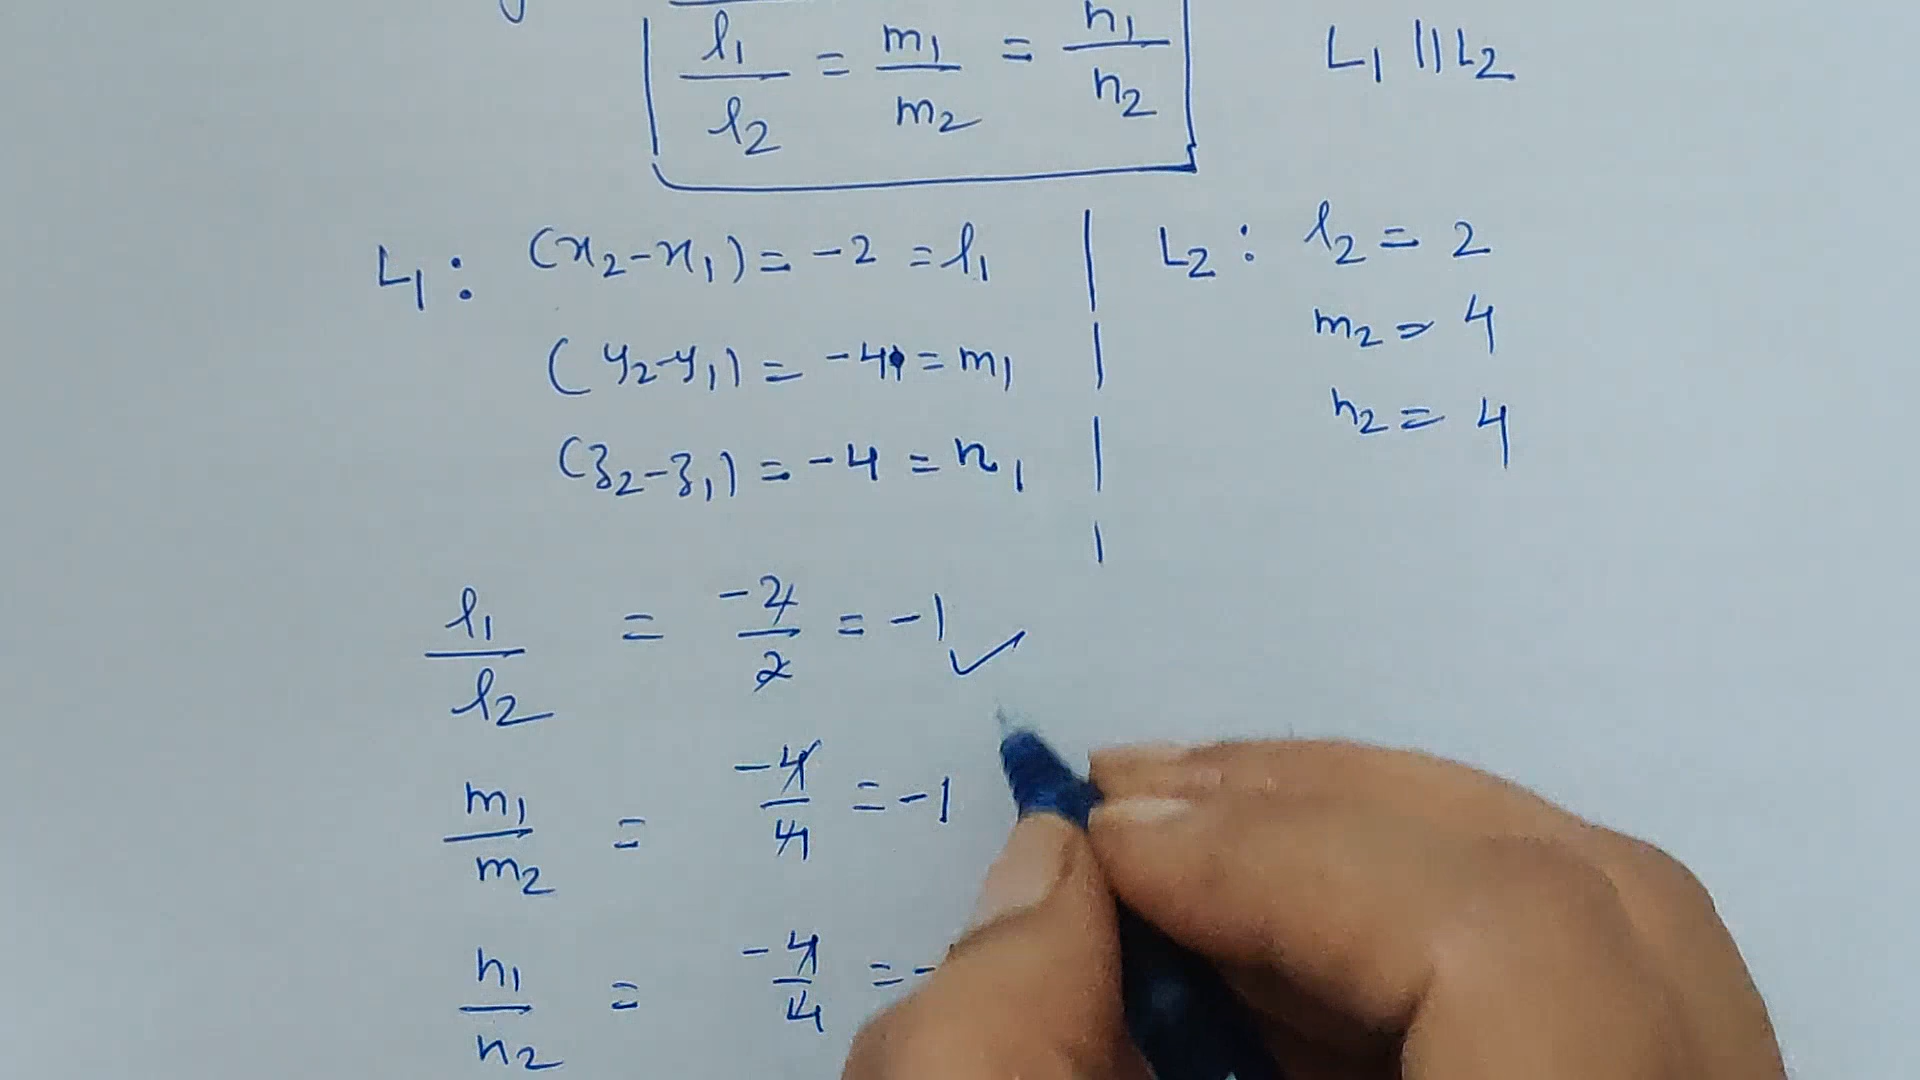 l₁/l₂ = m₁/m₂ = n₁/n₂ L₁ || L₂
L₁ : (x₂-x₁) = -2 = l₁ | L₂ : l₂ = 2
(y₂-y₁) = -4 = m₁ | m₂ = 4
(z₂-z₁) = -4 = n₁ | n₂ = 4
l₁/l₂ = -2/2 = -1 ✓
m₁/m₂ = -4/4 = -1
n₁/n₂ = -4/4 = -